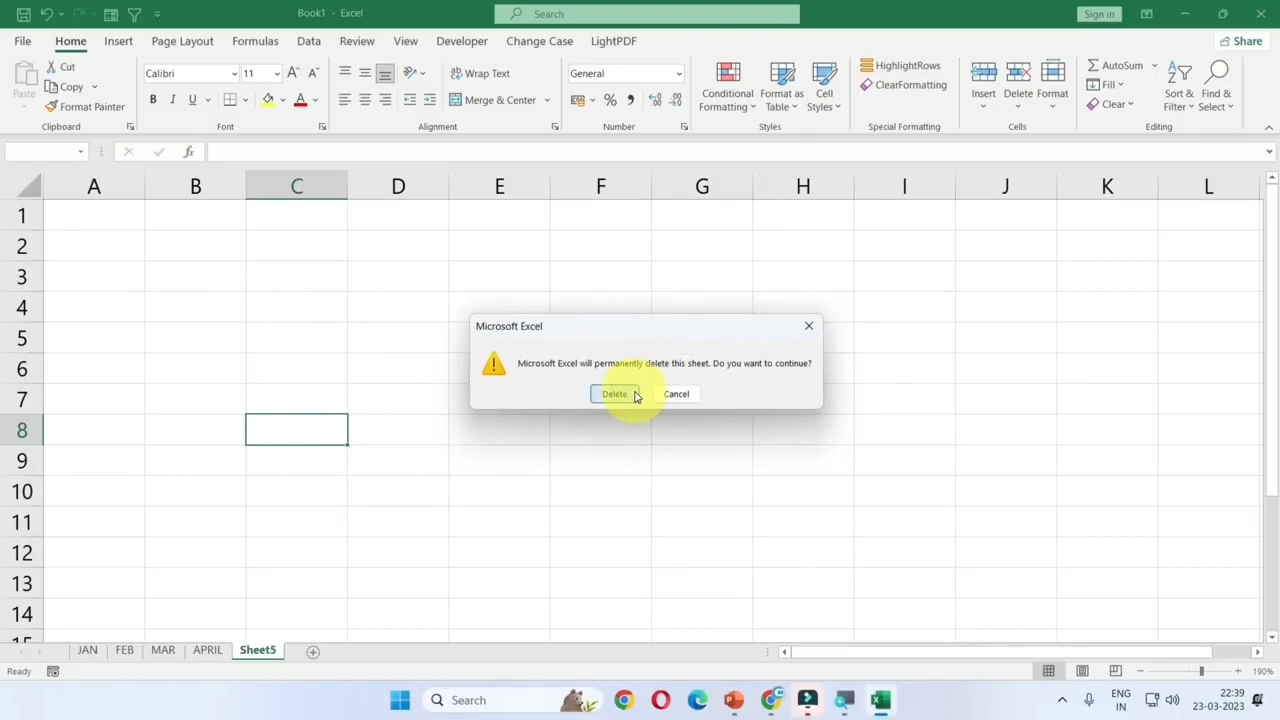 Book1 - Excel
Search
Sign in
File Home Insert Page Layout Formulas Data Review View Developer Change Case LightPDF
Share
Paste
Cut
Copy
Format Painter
Clipboard
Calibri 11
B I U
Font
Wrap Text
Merge & Center
Alignment
General
Number
Conditional Formatting
Format as Table
Cell Styles
Styles
HighlightRows
ClearFormatting
Special Formatting
Insert Delete Format
Cells
AutoSum
Fill
Clear
Sort & Filter
Find & Select
Editing
fx
A B C D E F G H I J K L
1
2
3
4
5
6
7
8
9
10
11
12
13
14
15
Microsoft Excel
Microsoft Excel will permanently delete this sheet. Do you want to continue?
Delete Cancel
JAN FEB MAR APRIL Sheet5
Ready
190%
Search
ENG
IN
22:39
23-03-2023